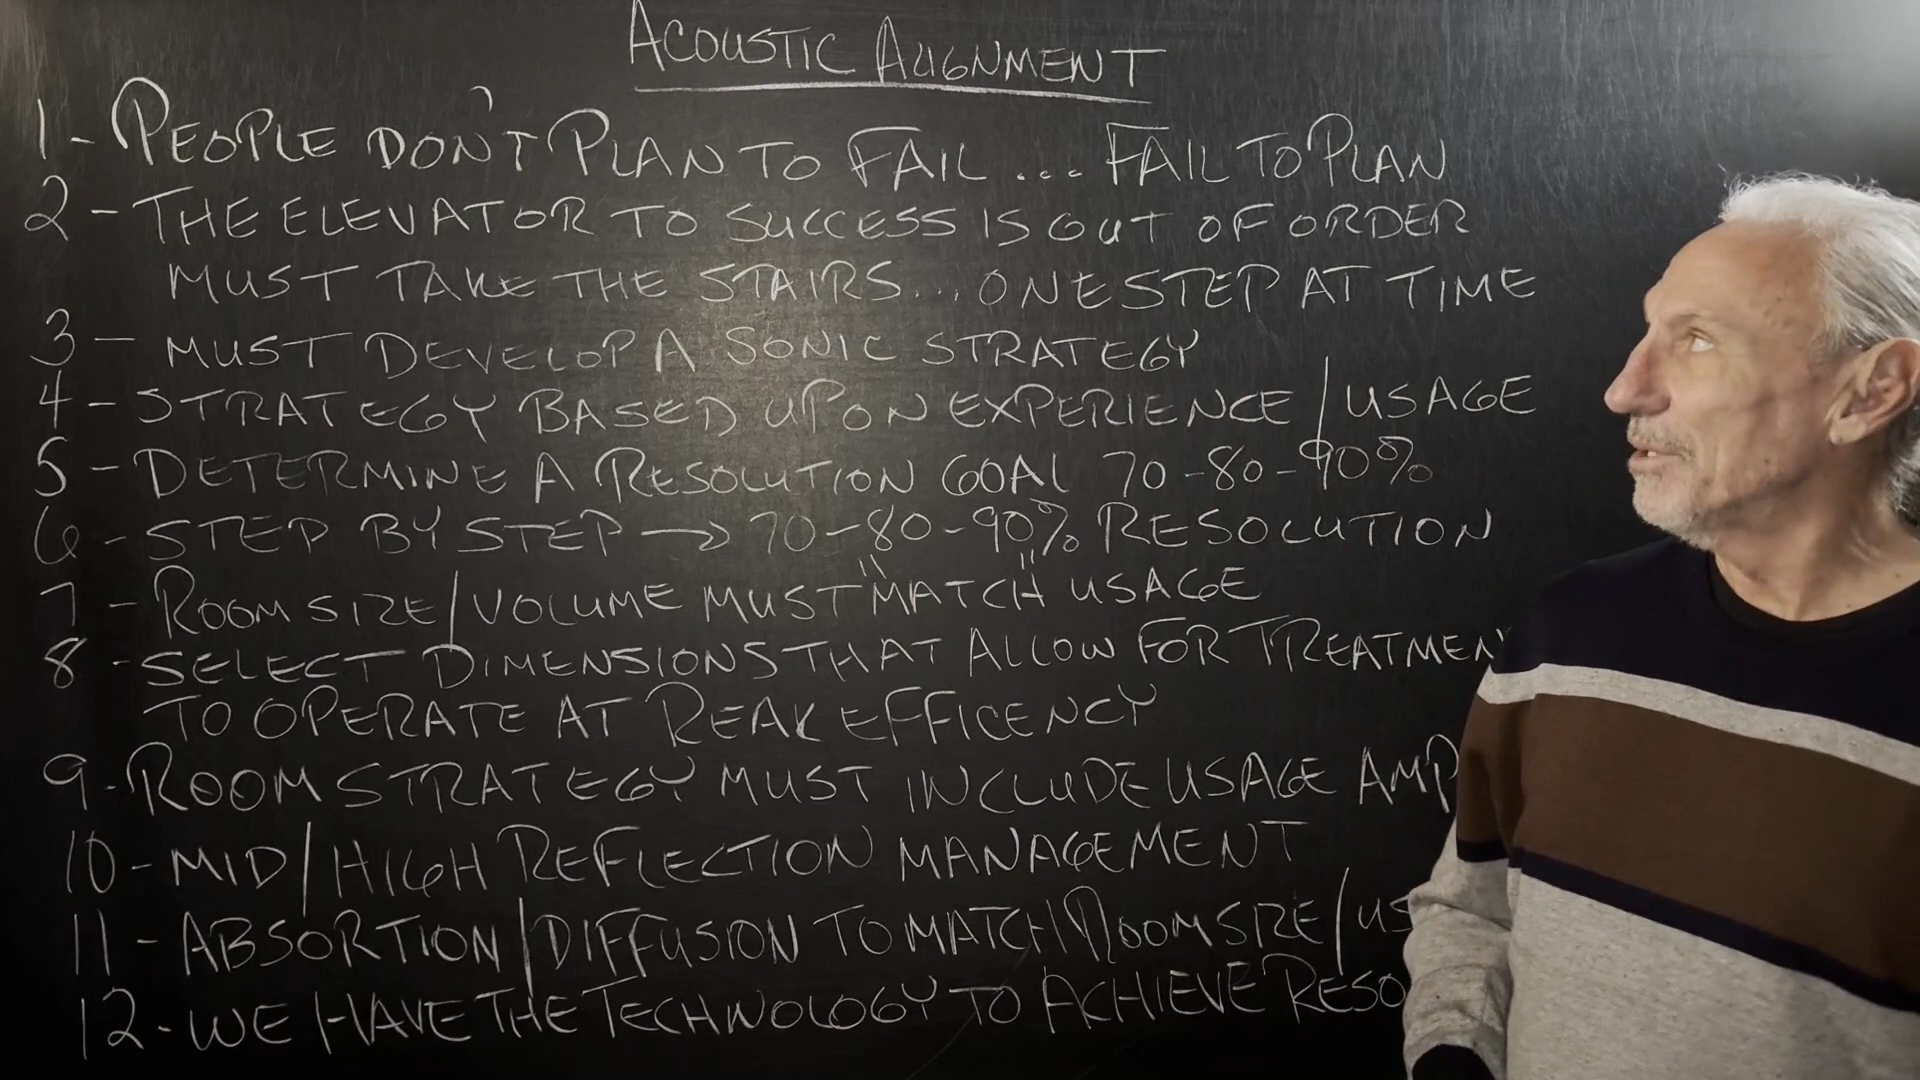 ACOUSTIC ALIGNMENT
1 - PEOPLE DON'T PLAN TO FAIL ... FAIL TO PLAN
2 - THE ELEVATOR TO SUCCESS IS OUT OF ORDER
MUST TAKE THE STAIRS... ONE STEP AT TIME
3 - MUST DEVELOP A SONIC STRATEGY
4 - STRATEGY BASED UPON EXPERIENCE / USAGE
5 - DETERMINE A RESOLUTION GOAL 70-80-90%
6 - STEP BY STEP → 70-80-90% RESOLUTION
7 - ROOM SIZE/VOLUME MUST "MATCH" USAGE
8 - SELECT DIMENSIONS THAT ALLOW FOR TREATMEN
TO OPERATE AT REAK EFFICENCY
9 - ROOM STRATEGY MUST INCLUDE USAGE AMP
10 - MID/HIGH REFLECTION MANAGEMENT
11 - ABSORTION/DIFFUSION TO MATCH ROOM SIZE/US
12 - WE HAVE THE TECHNOLOGY TO ACHIEVE RESO